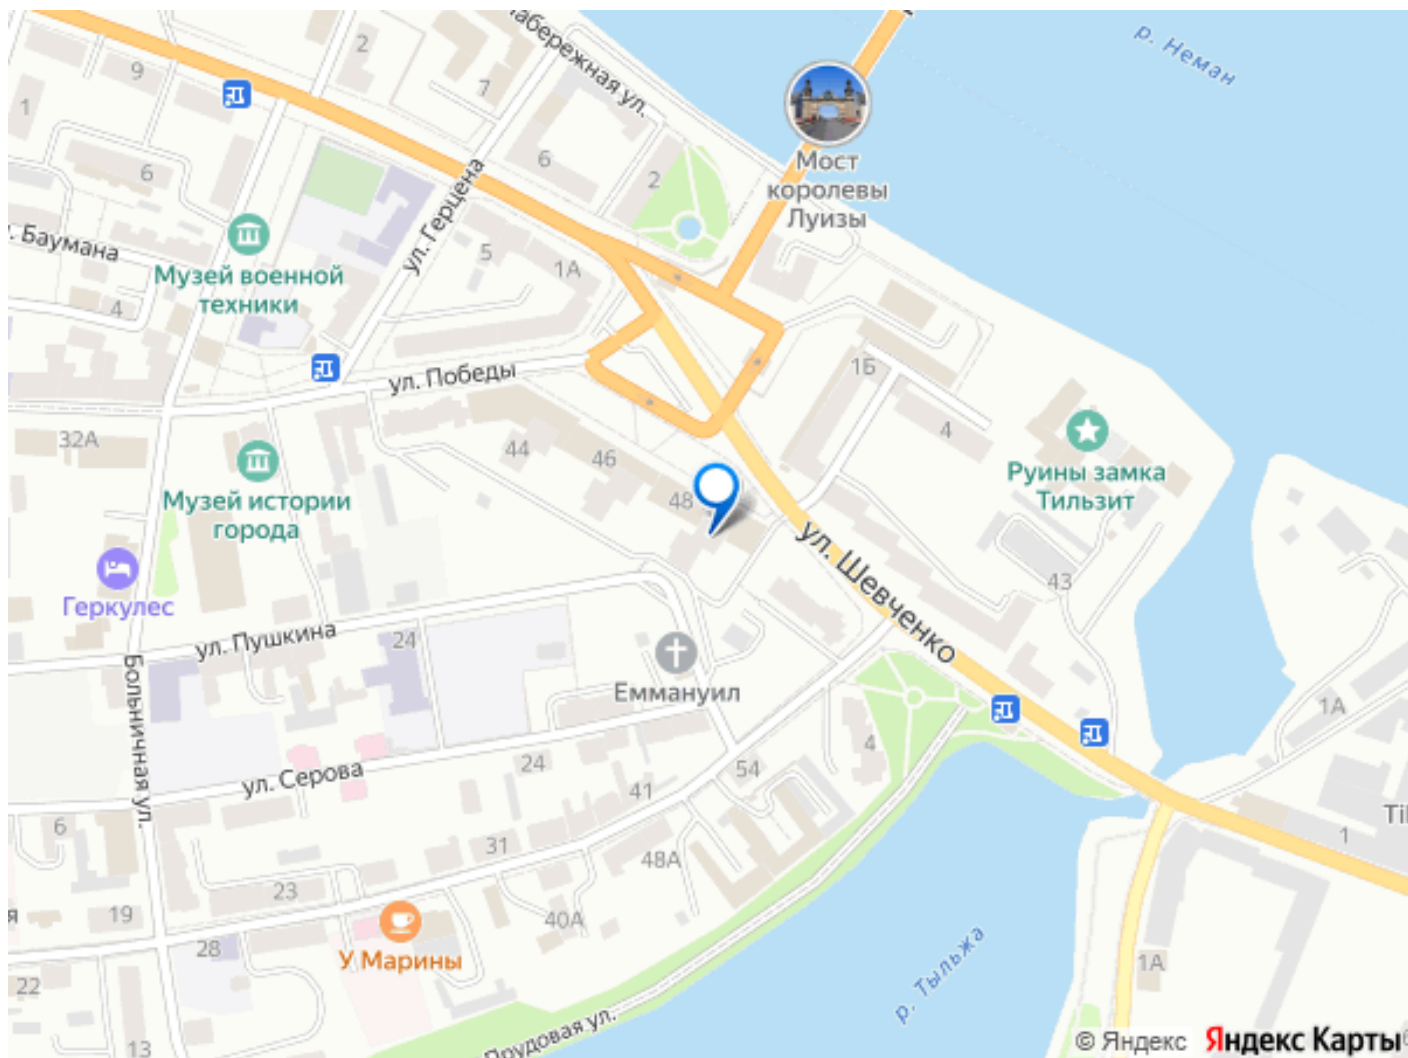 Набережная ул.
р. Неман
2
9
7
1
6
6
2
Мост
королевы
Луизы
ул. Герцена
Баумана
Музей военной
техники
5
1А
4
ул. Победы
1Б
32А
44
46
48
4
Руины замка
Тильзит
Музей истории
города
ул. Шевченко
43
Геркулес
ул. Пушкина
24
Еммануил
Больничная ул.
1А
4
ул. Серова
24
54
41
6
31
48А
1
23
19
40А
28
У Марины
22
р. Тыльжа
1А
Прудовая ул.
13
© Яндекс
Яндекс Карты